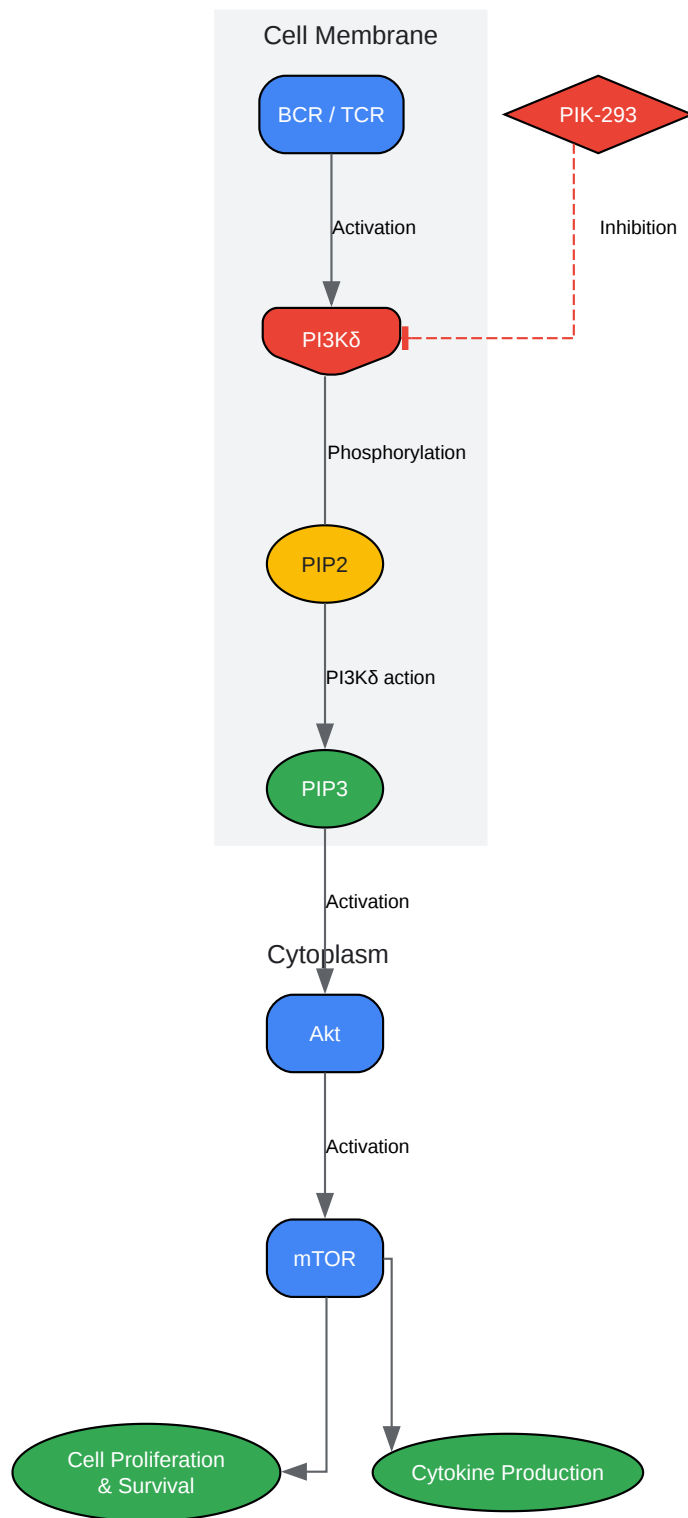 Cell Membrane
BCR / TCR
PIK-293
Activation
Inhibition
PI3Kδ
Phosphorylation
PIP2
PI3Kδ action
PIP3
Activation
Cytoplasm
Akt
Activation
mTOR
Cell Proliferation
& Survival
Cytokine Production